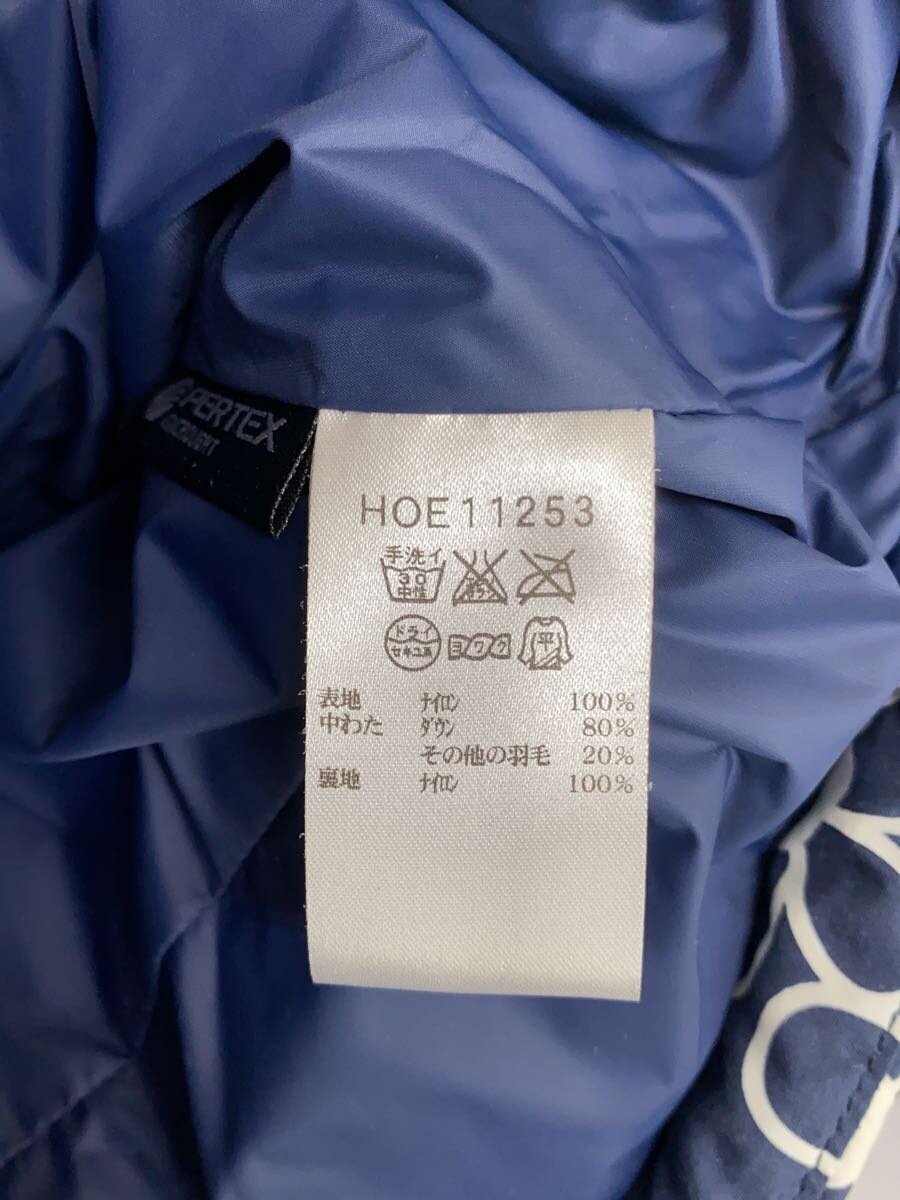 PERTEX
HOE11253
手洗イ
30
中性
ドライ
セキユ系
ヨワク
平
表地 ナイロン 100%
中わた ダウン 80%
その他の羽毛 20%
裏地 ナイロン 100%